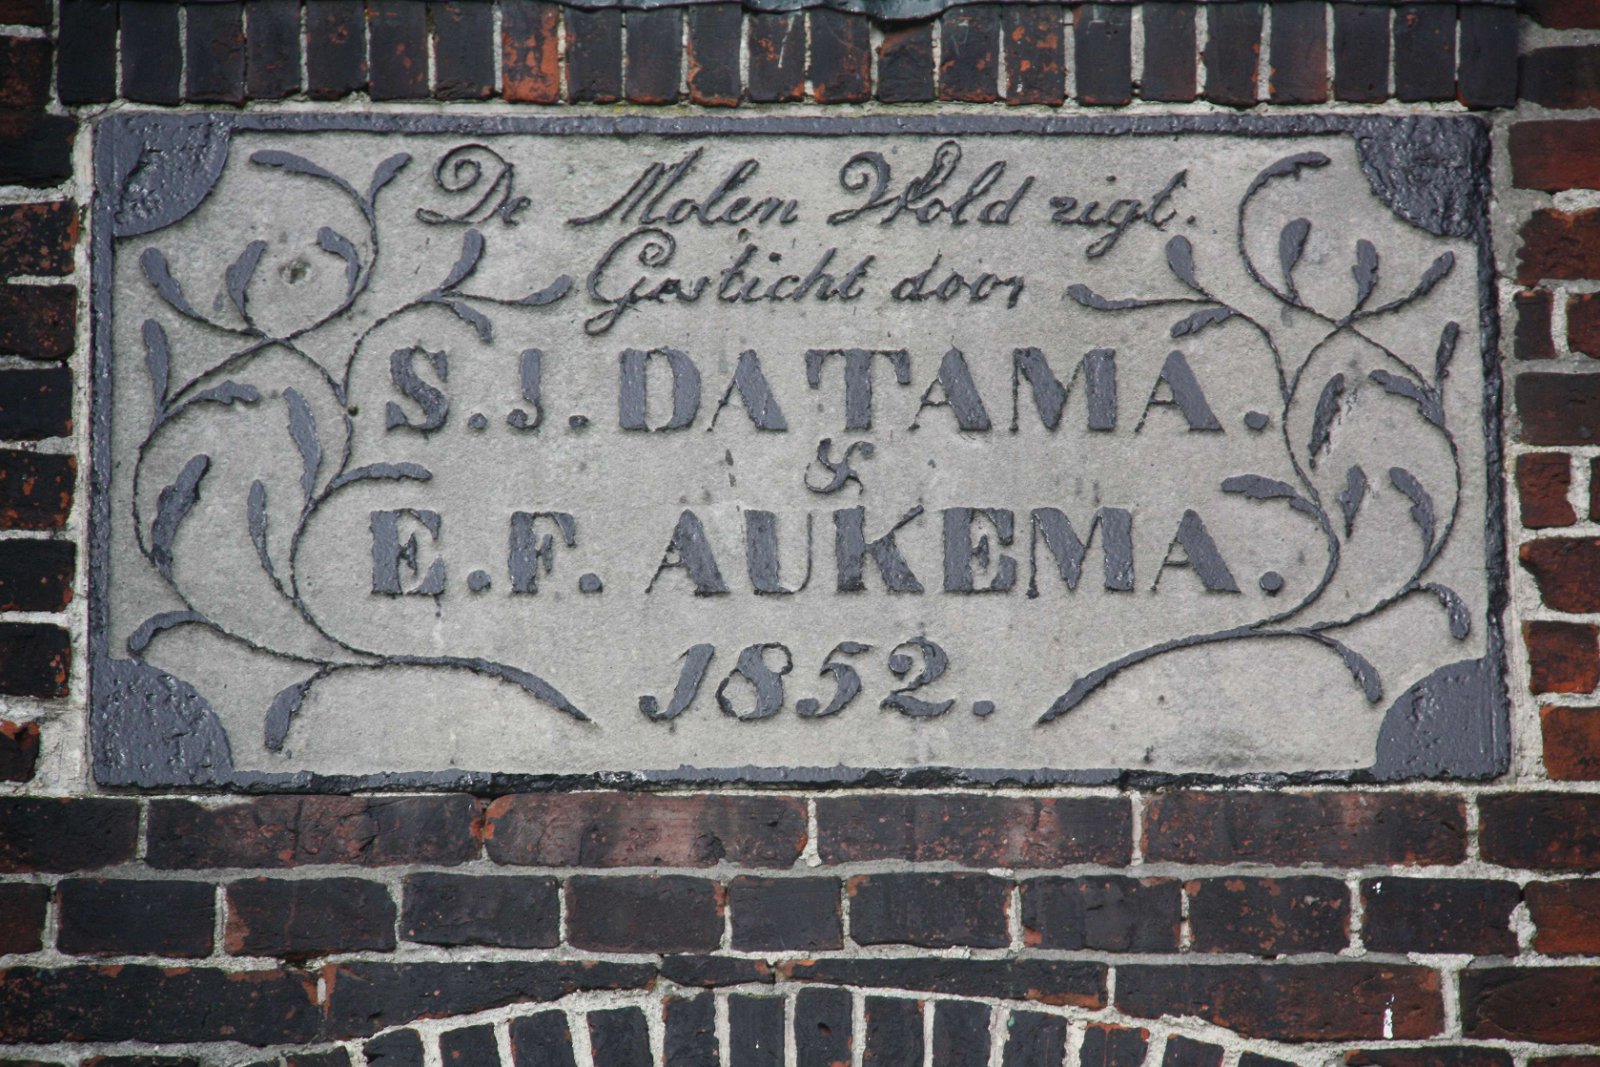 De Molen Wold zigt.
Gesticht door
S.J. DATAMA.
&
E.F. AUKEMA.
1852.